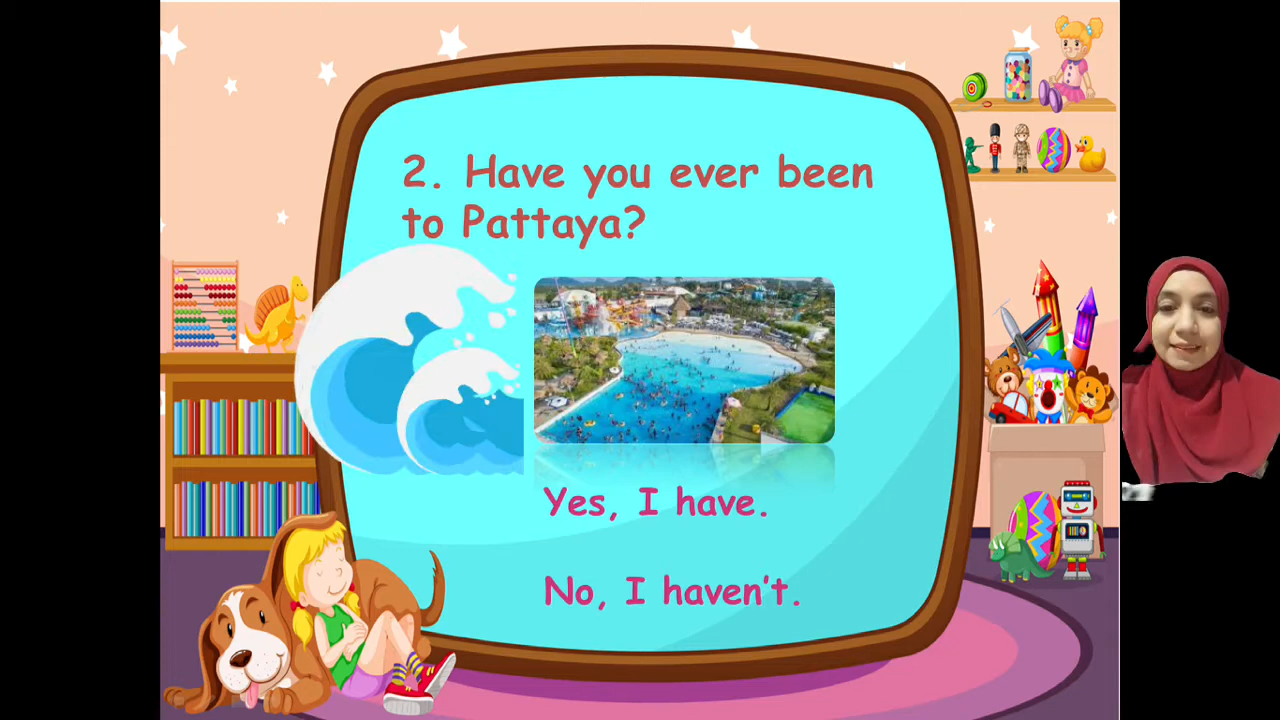 2. Have you ever been
to Pattaya?
Yes, I have.
No, I haven't.